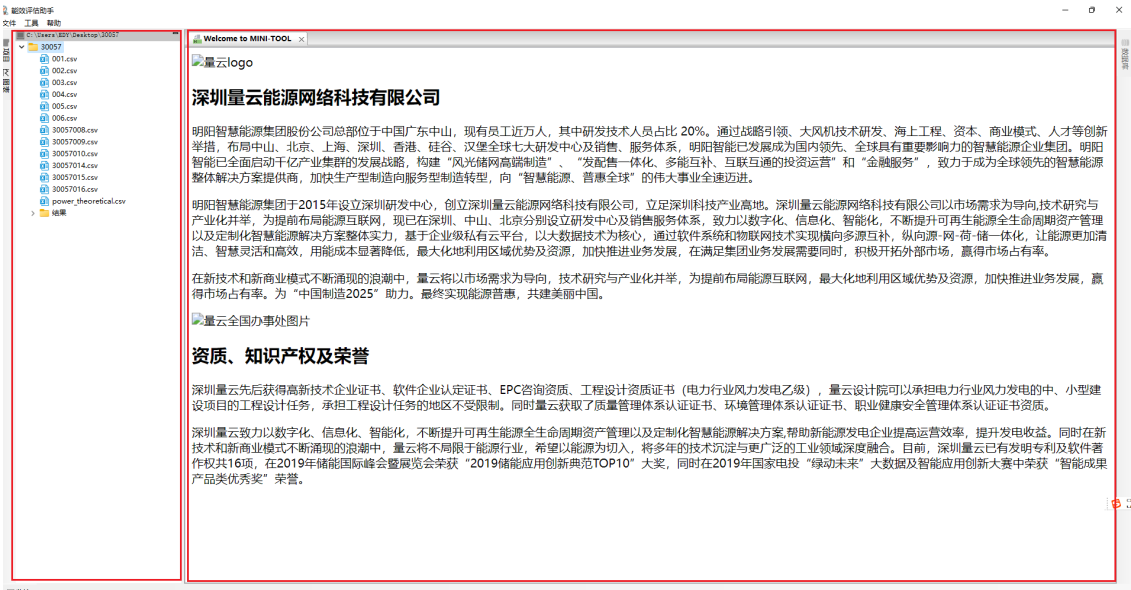 能效评估助手
文件 工具 帮助
C:\Users\EDY\Desktop\30057
30057
001.csv
002.csv
003.csv
004.csv
005.csv
006.csv
30057008.csv
30057009.csv
30057010.csv
30057014.csv
30057015.csv
30057016.csv
power_theoretical.csv
结果
Welcome to MINI-TOOL
量云logo
深圳量云能源网络科技有限公司
明阳智慧能源集团股份公司总部位于中国广东中山，现有员工近万人，其中研发技术人员占比 20%。通过战略引领、大风机技术研发、海上工程、资本、商业模式、人才等创新
举措，布局中山、北京、上海、深圳、香港、硅谷、汉堡全球七大研发中心及销售、服务体系，明阳智能已发展成为国内领先、全球具有重要影响力的智慧能源企业集团。明阳
智能已全面启动千亿产业集群的发展战略，构建“风光储网高端制造”、“发配售一体化、多能互补、互联互通的投资运营”和“金融服务”，致力于成为全球领先的智慧能源
整体解决方案提供商，加快生产型制造向服务型制造转型，向“智慧能源、普惠全球”的伟大事业全速迈进。
明阳智慧能源集团于2015年设立深圳研发中心，创立深圳量云能源网络科技有限公司，立足深圳科技产业高地。深圳量云能源网络科技有限公司以市场需求为导向,技术研究与
产业化并举，为提前布局能源互联网，现已在深圳、中山、北京分别设立研发中心及销售服务体系，致力以数字化、信息化、智能化，不断提升可再生能源全生命周期资产管理
以及定制化智慧能源解决方案整体实力，基于企业级私有云平台，以大数据技术为核心，通过软件系统和物联网技术实现横向多源互补，纵向源-网-荷-储一体化，让能源更加清
洁、智慧灵活和高效，用能成本显著降低，最大化地利用区域优势及资源，加快推进业务发展，在满足集团业务发展需要同时，积极开拓外部市场，赢得市场占有率。
在新技术和新商业模式不断涌现的浪潮中，量云将以市场需求为导向，技术研究与产业化并举，为提前布局能源互联网，最大化地利用区域优势及资源，加快推进业务发展，赢
得市场占有率。为“中国制造2025”助力。最终实现能源普惠，共建美丽中国。
量云全国办事处图片
资质、知识产权及荣誉
深圳量云先后获得高新技术企业证书、软件企业认定证书、EPC咨询资质、工程设计资质证书（电力行业风力发电乙级），量云设计院可以承担电力行业风力发电的中、小型建
设项目的工程设计任务，承担工程设计任务的地区不受限制。同时量云获取了质量管理体系认证证书、环境管理体系认证证书、职业健康安全管理体系认证证书资质。
深圳量云致力以数字化、信息化、智能化，不断提升可再生能源全生命周期资产管理以及定制化智慧能源解决方案,帮助新能源发电企业提高运营效率，提升发电收益。同时在新
技术和新商业模式不断涌现的浪潮中，量云将不局限于能源行业，希望以能源为切入，将多年的技术沉淀与更广泛的工业领域深度融合。目前，深圳量云已有发明专利及软件著
作权共16项，在2019年储能国际峰会暨展览会荣获“2019储能应用创新典范TOP10”大奖，同时在2019年国家电投“绿动未来”大数据及智能应用创新大赛中荣获“智能成果
产品类优秀奖”荣誉。
数据库